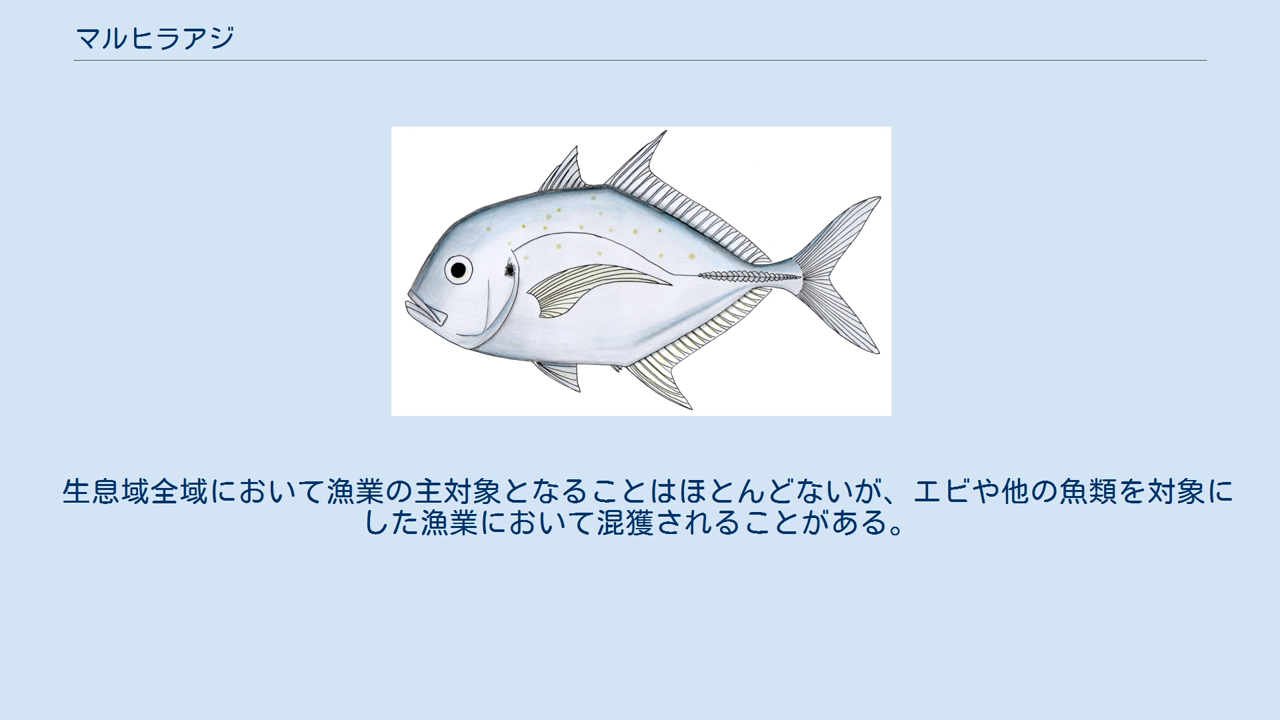 マルヒラアジ
生息域全域において漁業の主対象となることはほとんどないが、エビや他の魚類を対象に
した漁業において混獲されることがある。